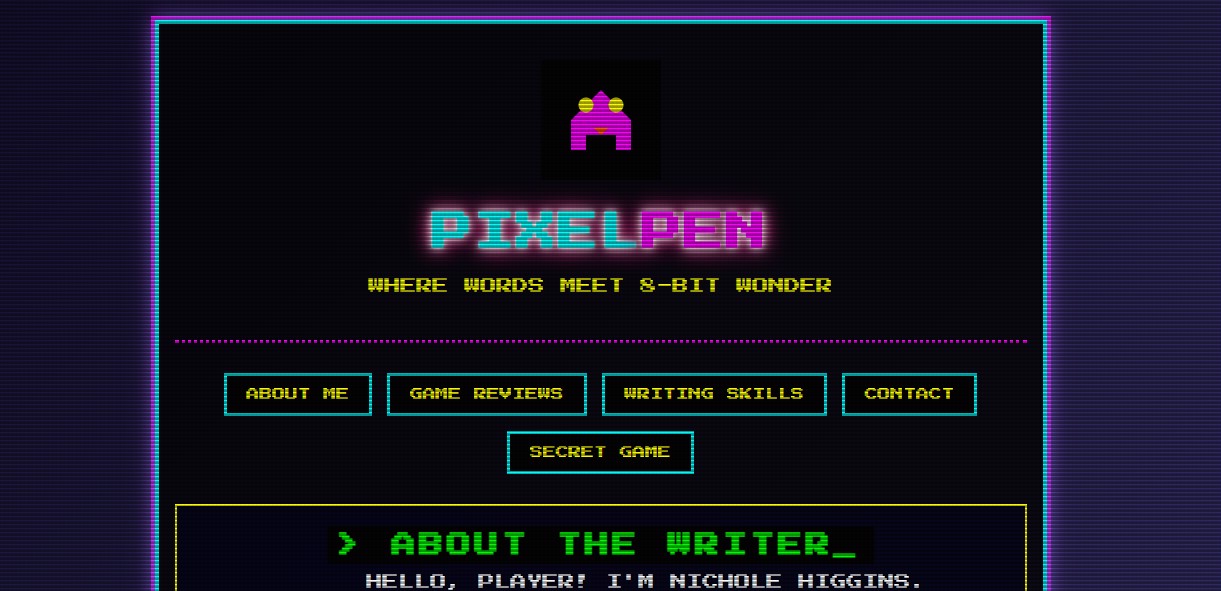 PIXELPEN
WHERE WORDS MEET 8-BIT WONDER
ABOUT ME
GAME REVIEWS
WRITING SKILLS
CONTACT
SECRET GAME
> ABOUT THE WRITER_
HELLO, PLAYER! I'M NICHOLE HIGGINS.